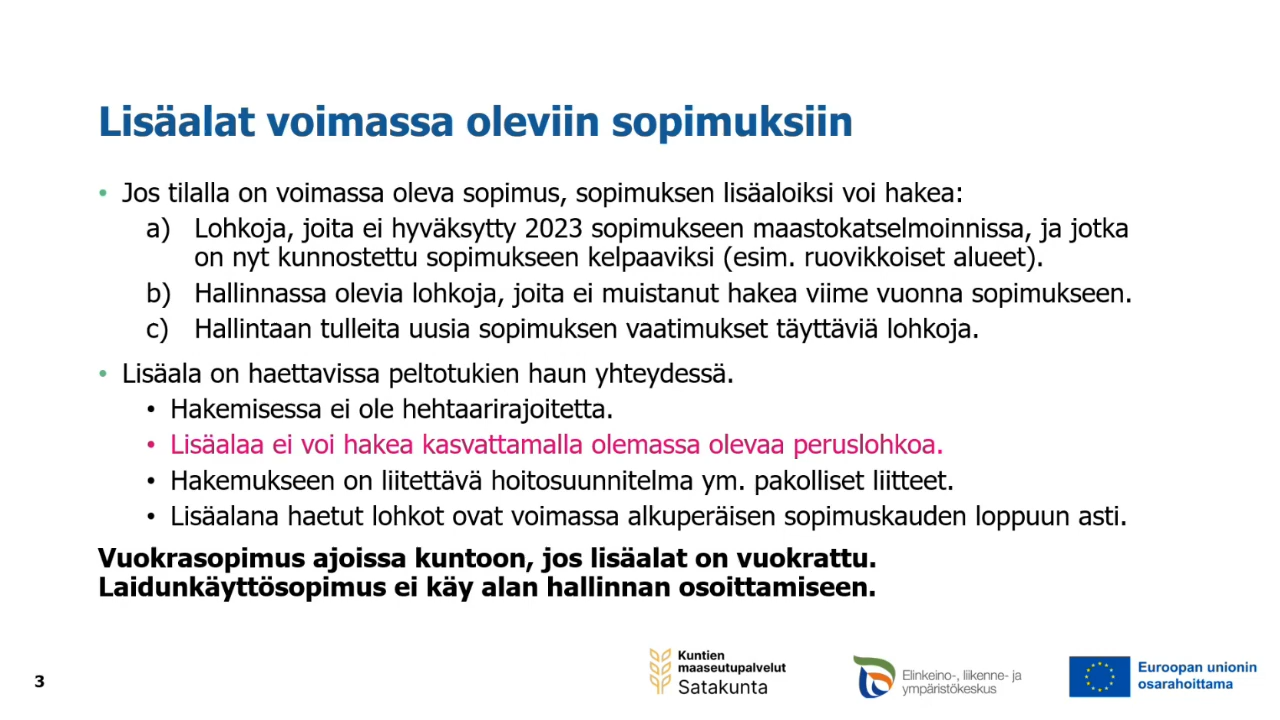 Lisäalat voimassa oleviin sopimuksiin
• Jos tilalla on voimassa oleva sopimus, sopimuksen lisäaloiksi voi hakea:
a) Lohkoja, joita ei hyväksytty 2023 sopimukseen maastokatselmoinnissa, ja jotka
on nyt kunnostettu sopimukseen kelpaaviksi (esim. ruovikkoiset alueet).
b) Hallinnassa olevia lohkoja, joita ei muistanut hakea viime vuonna sopimukseen.
c) Hallintaan tulleita uusia sopimuksen vaatimukset täyttäviä lohkoja.
• Lisäala on haettavissa peltotukien haun yhteydessä.
• Hakemisessa ei ole hehtaarirajoitetta.
• Lisäalaa ei voi hakea kasvattamalla olemassa olevaa peruslohkoa.
• Hakemukseen on liitettävä hoitosuunnitelma ym. pakolliset liitteet.
• Lisäalana haetut lohkot ovat voimassa alkuperäisen sopimuskauden loppuun asti.
Vuokrasopimus ajoissa kuntoon, jos lisäalat on vuokrattu.
Laidunkäyttösopimus ei käy alan hallinnan osoittamiseen.
3
Kuntien
maaseutupalvelut
Satakunta
Elinkeino-, liikenne- ja
ympäristökeskus
Euroopan unionin
osarahoittama